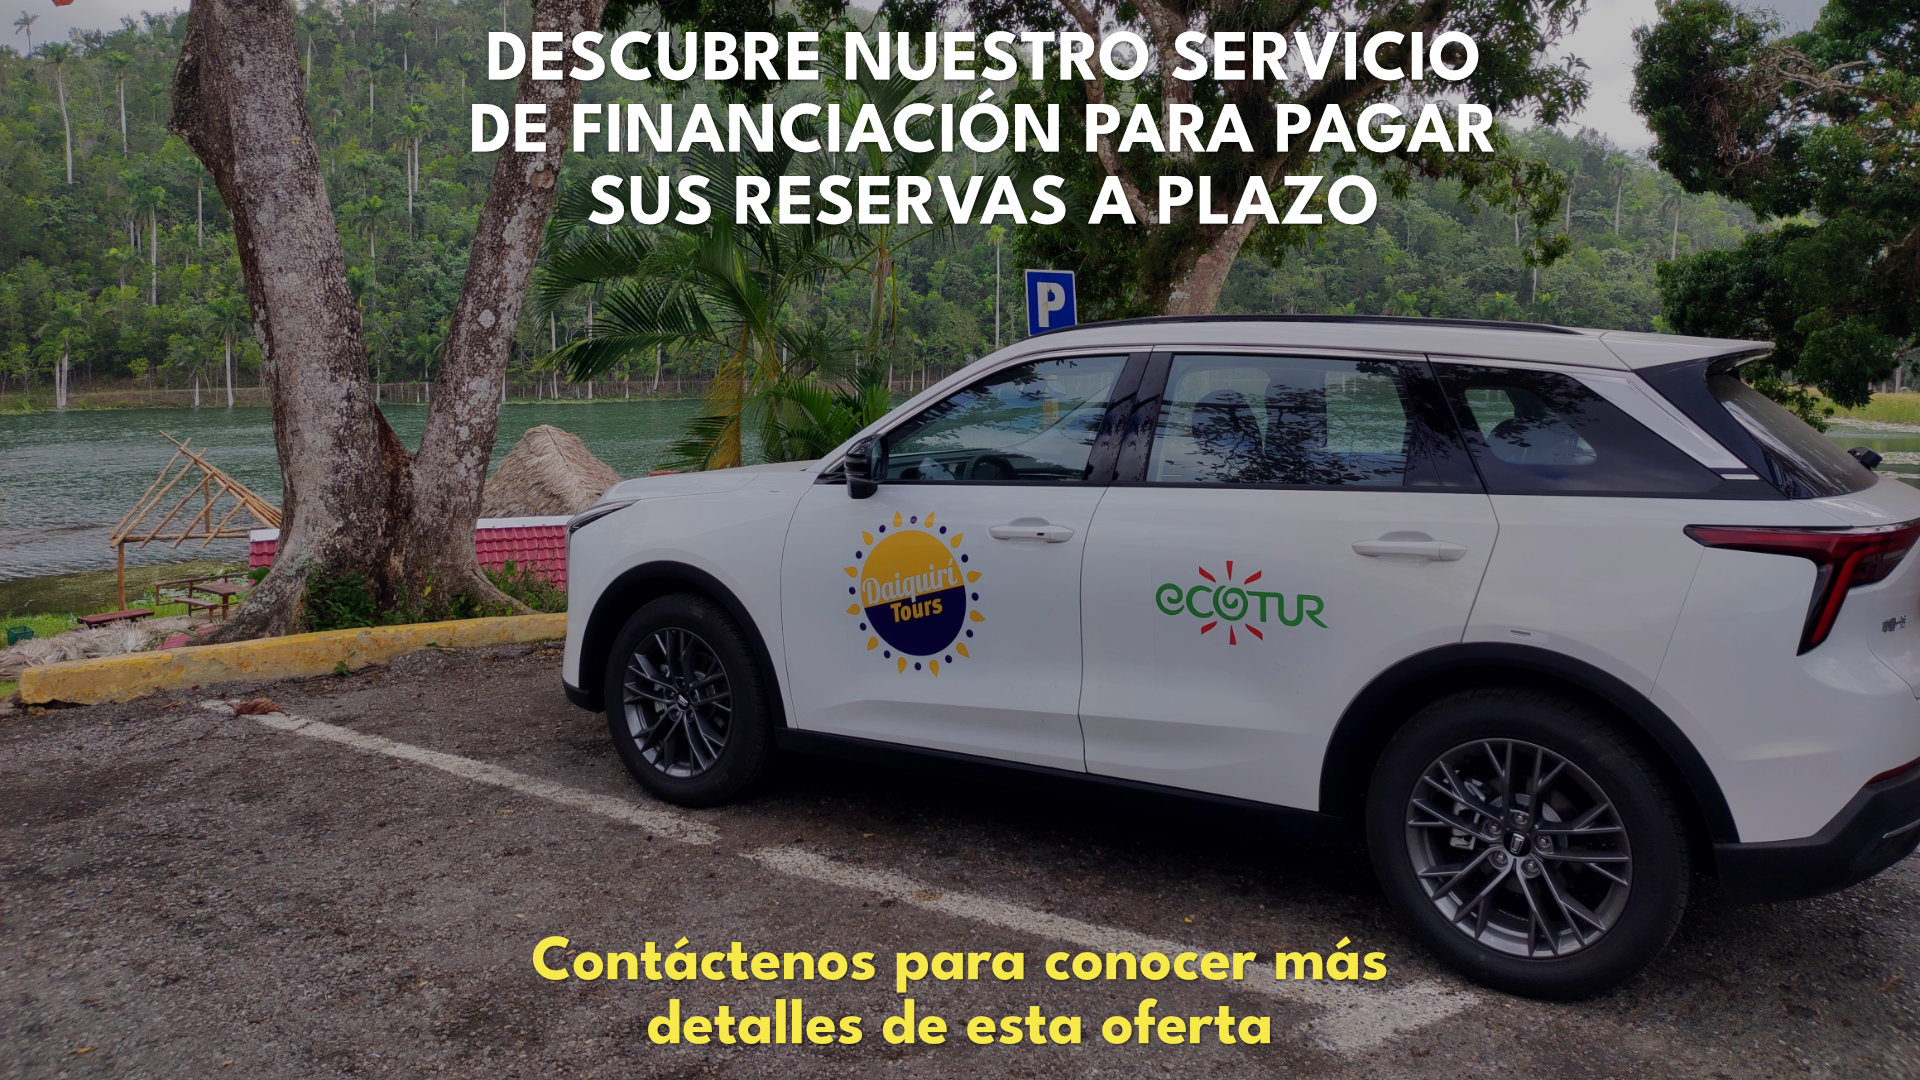 DESCUBRE NUESTRO SERVICIO
DE FINANCIACIÓN PARA PAGAR
SUS RESERVAS A PLAZO
P
Daiquirí
Tours
ecotur
Contáctenos para conocer más
detalles de esta oferta